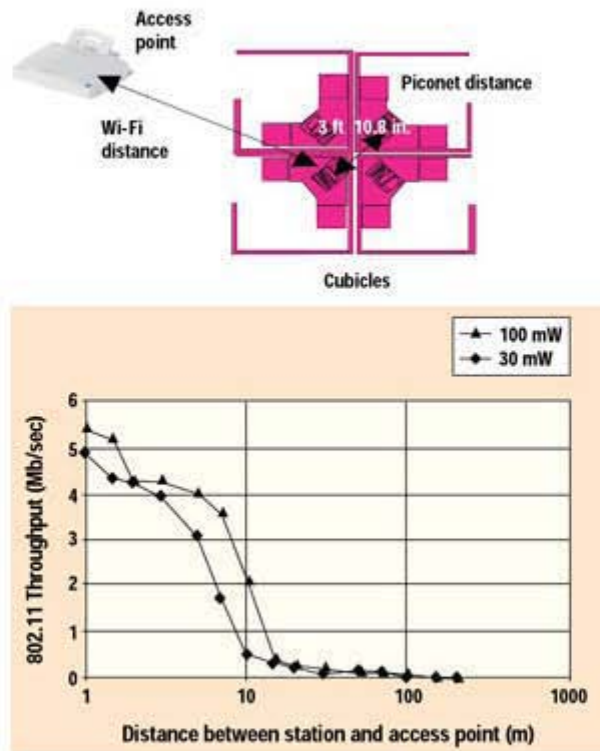 Access
point
Piconet distance
3 ft 10.8 in.
Wi-Fi
distance
Cubicles
100 mW
30 mW
6
5
4
3
2
1
0
802.11 Throughput (Mb/sec)
1 10 100 1000
Distance between station and access point (m)